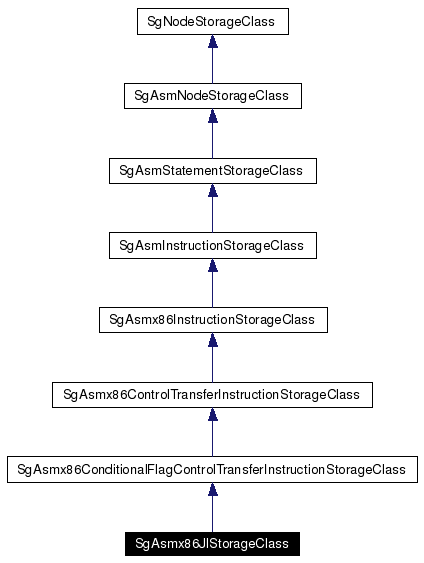 SgNodeStorageClass
SgAsmNodeStorageClass
SgAsmStatementStorageClass
SgAsmInstructionStorageClass
SgAsmx86InstructionStorageClass
SgAsmx86ControlTransferInstructionStorageClass
SgAsmx86ConditionalFlagControlTransferInstructionStorageClass
SgAsmx86JlStorageClass